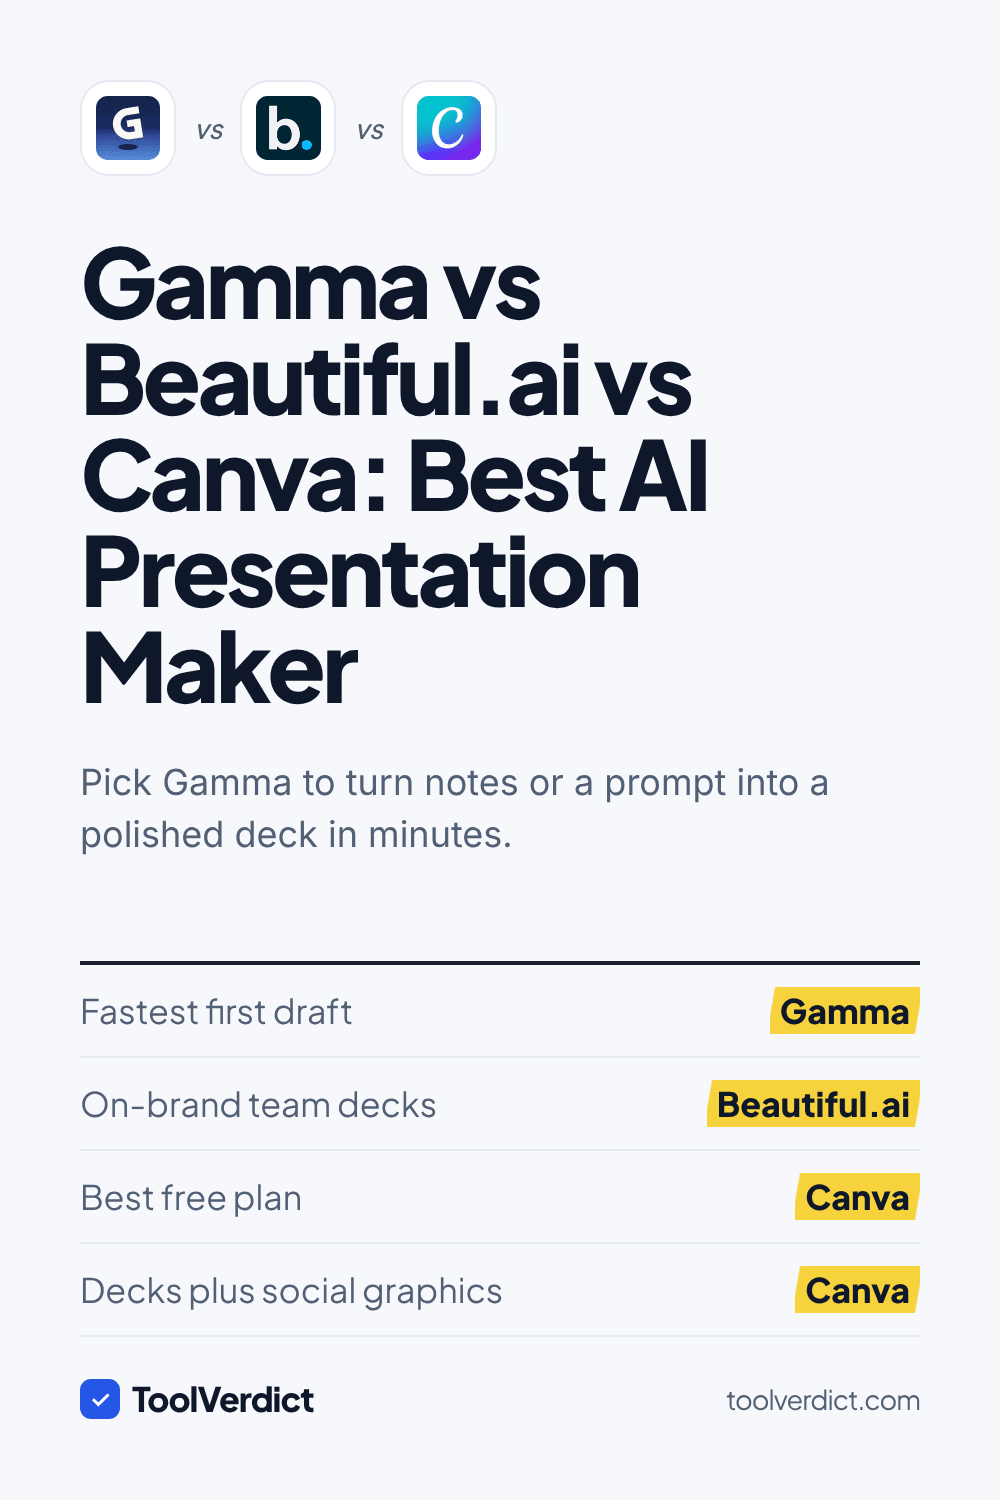 G vs b. vs C
Gamma vs
Beautiful.ai vs
Canva: Best AI
Presentation
Maker
Pick Gamma to turn notes or a prompt into a
polished deck in minutes.
Fastest first draft Gamma
On-brand team decks Beautiful.ai
Best free plan Canva
Decks plus social graphics Canva
ToolVerdict toolverdict.com